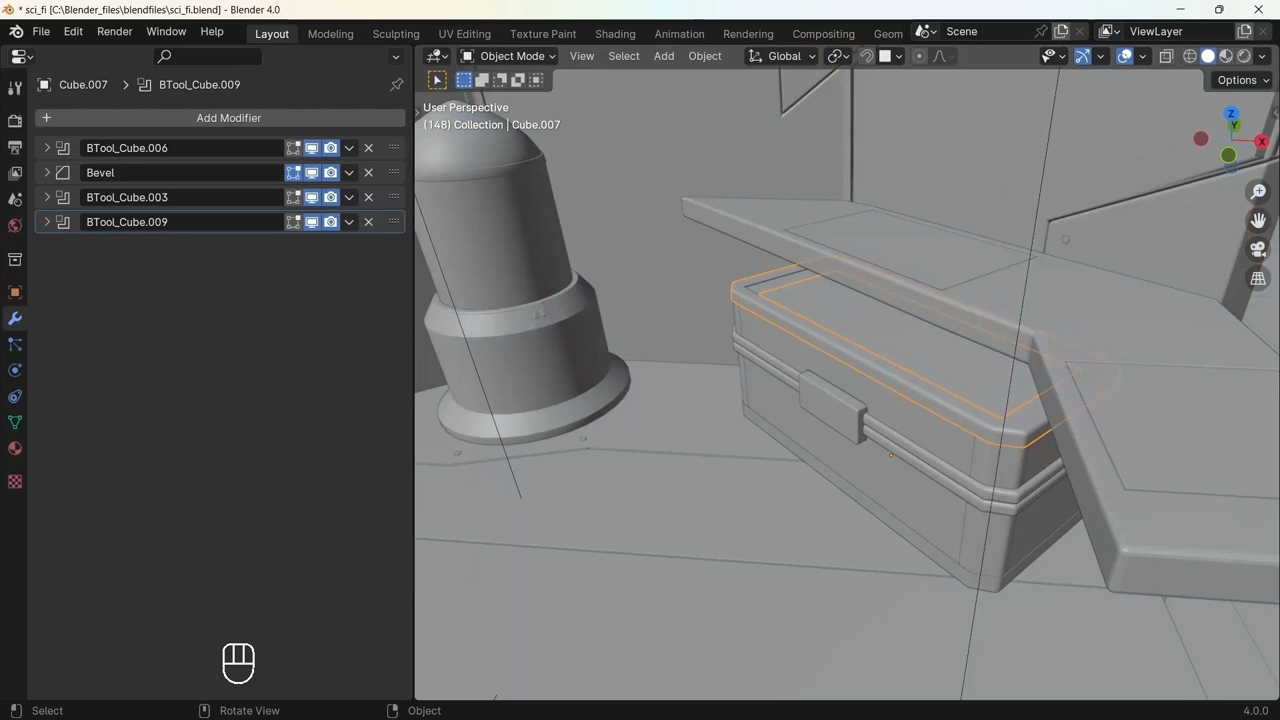 * sci_fi [C:\Blender_files\blendfiles\sci_fi.blend] - Blender 4.0
File Edit Render Window Help Layout Modeling Sculpting UV Editing Texture Paint Shading Animation Rendering Compositing Geom Scene ViewLayer
Object Mode View Select Add Object Global
Cube.007 > BTool_Cube.009
Options
User Perspective
(148) Collection | Cube.007
+ Add Modifier
BTool_Cube.006
Bevel
BTool_Cube.003
BTool_Cube.009
Z
Y
X
Select Rotate View Object 4.0.0